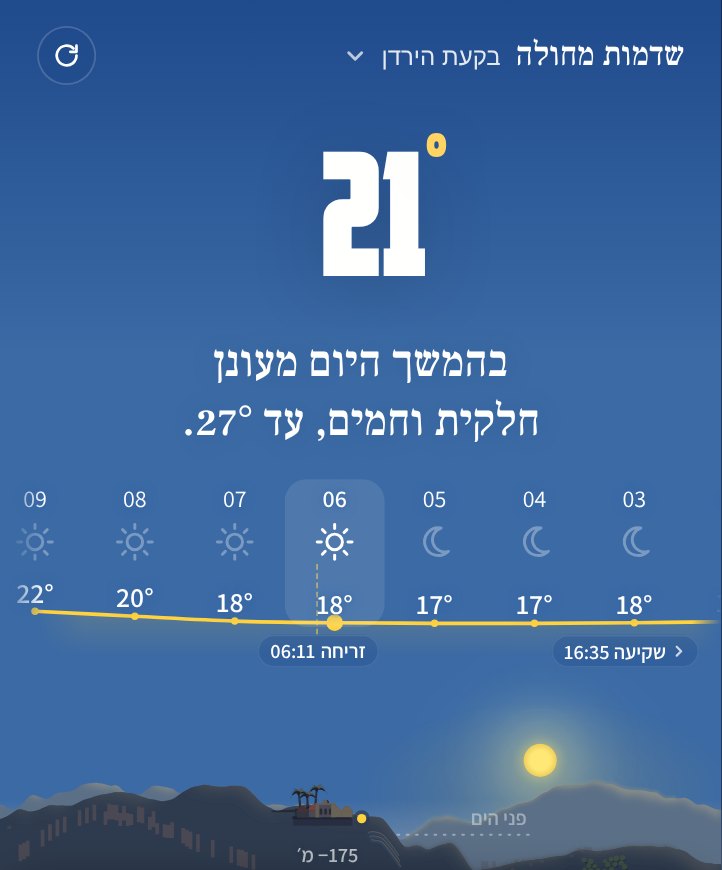 שדמות מחולה בקעת הירדן
21°
בהמשך היום מעונן
חלקית וחמים, עד 27°.
03 04 05 06 07 08 09
18° 17° 17° 18° 18° 20° 22°
שקיעה 16:35 זריחה 06:11
פני הים
−175 מ׳